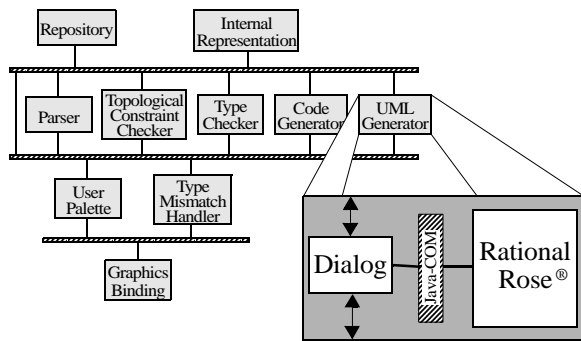 Repository
Internal
Representation
Parser
Topological
Constraint
Checker
Type
Checker
Code
Generator
UML
Generator
User
Palette
Type
Mismatch
Handler
Graphics
Binding
Dialog
Java-COM
Rational
Rose®